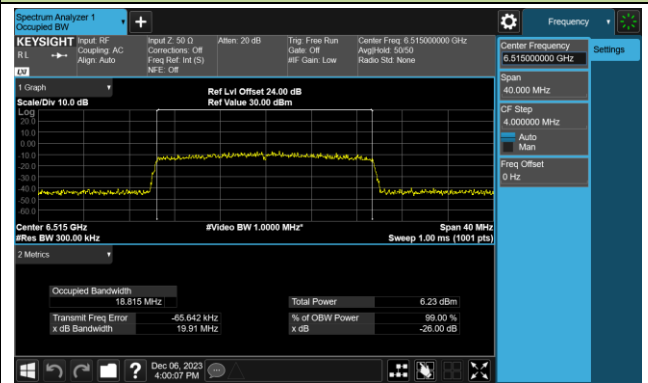 Spectrum Analyzer 1
Occupied BW
Frequency
KEYSIGHT
Input: RF
Input Z: 50 Ω
Atten: 20 dB
Trig: Free Run
Center Freq: 6.515000000 GHz
R L
Coupling: AC
Corrections: Off
Gate: Off
Avg|Hold: 50/50
Align: Auto
Freq Ref: Int (S)
#IF Gain: Low
Radio Std: None
NFE: Off
Center Frequency
6.515000000 GHz
Settings
Span
40.000 MHz
CF Step
4.000000 MHz
Auto
Man
Freq Offset
0 Hz
1 Graph
Ref Lvl Offset 24.00 dB
Scale/Div 10.0 dB
Ref Value 30.00 dBm
Log
20.0
10.0
0.00
-10.0
-20.0
-30.0
-40.0
-50.0
-60.0
Center 6.515 GHz
#Video BW 1.0000 MHz*
Span 40 MHz
#Res BW 300.00 kHz
Sweep 1.00 ms (1001 pts)
2 Metrics
Occupied Bandwidth
18.815 MHz
Total Power
6.23 dBm
Transmit Freq Error
-65.642 kHz
% of OBW Power
99.00 %
x dB Bandwidth
19.91 MHz
x dB
-26.00 dB
Dec 06, 2023
4:00:07 PM